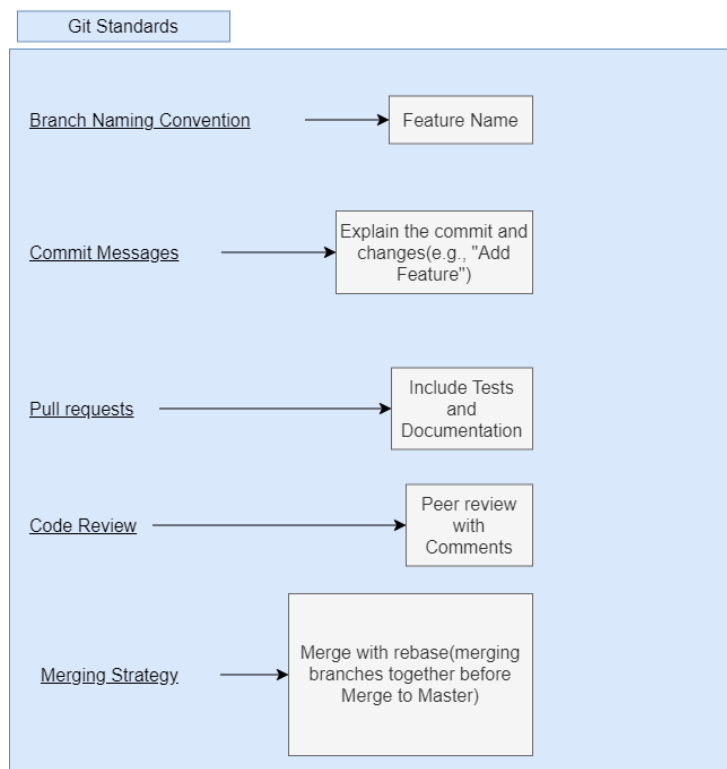 Git Standards
Branch Naming Convention
Feature Name
Commit Messages
Explain the commit and
changes(e.g., "Add
Feature")
Pull requests
Include Tests
and
Documentation
Code Review
Peer review
with
Comments
Merging Strategy
Merge with rebase(merging
branches together before
Merge to Master)